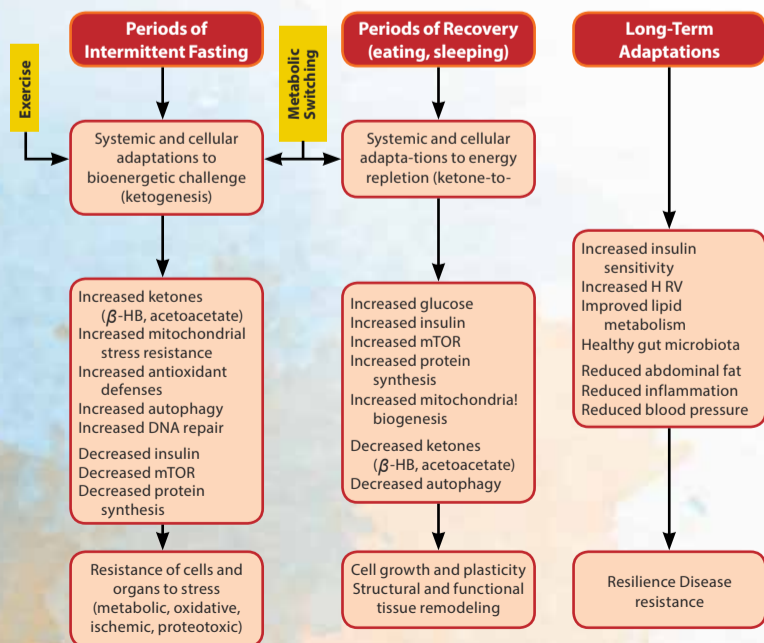 Periods of
Intermittent Fasting
Exercise
Systemic and cellular
adaptations to
bioenergetic challenge
(ketogenesis)
Increased ketones
(β-HB, acetoacetate)
Increased mitochondrial
stress resistance
Increased antioxidant
defenses
Increased autophagy
Increased DNA repair
Decreased insulin
Decreased mTOR
Decreased protein
synthesis
Resistance of cells and
organs to stress
(metabolic, oxidative,
ischemic, proteotoxic)
Metabolic
Switching
Periods of Recovery
(eating, sleeping)
Systemic and cellular
adapta-tions to energy
repletion (ketone-to-
Increased glucose
Increased insulin
Increased mTOR
Increased protein
synthesis
Increased mitochondria!
biogenesis
Decreased ketones
(β-HB, acetoacetate)
Decreased autophagy
Cell growth and plasticity
Structural and functional
tissue remodeling
Long-Term
Adaptations
Increased insulin
sensitivity
Increased H RV
Improved lipid
metabolism
Healthy gut microbiota
Reduced abdominal fat
Reduced inflammation
Reduced blood pressure
Resilience Disease
resistance